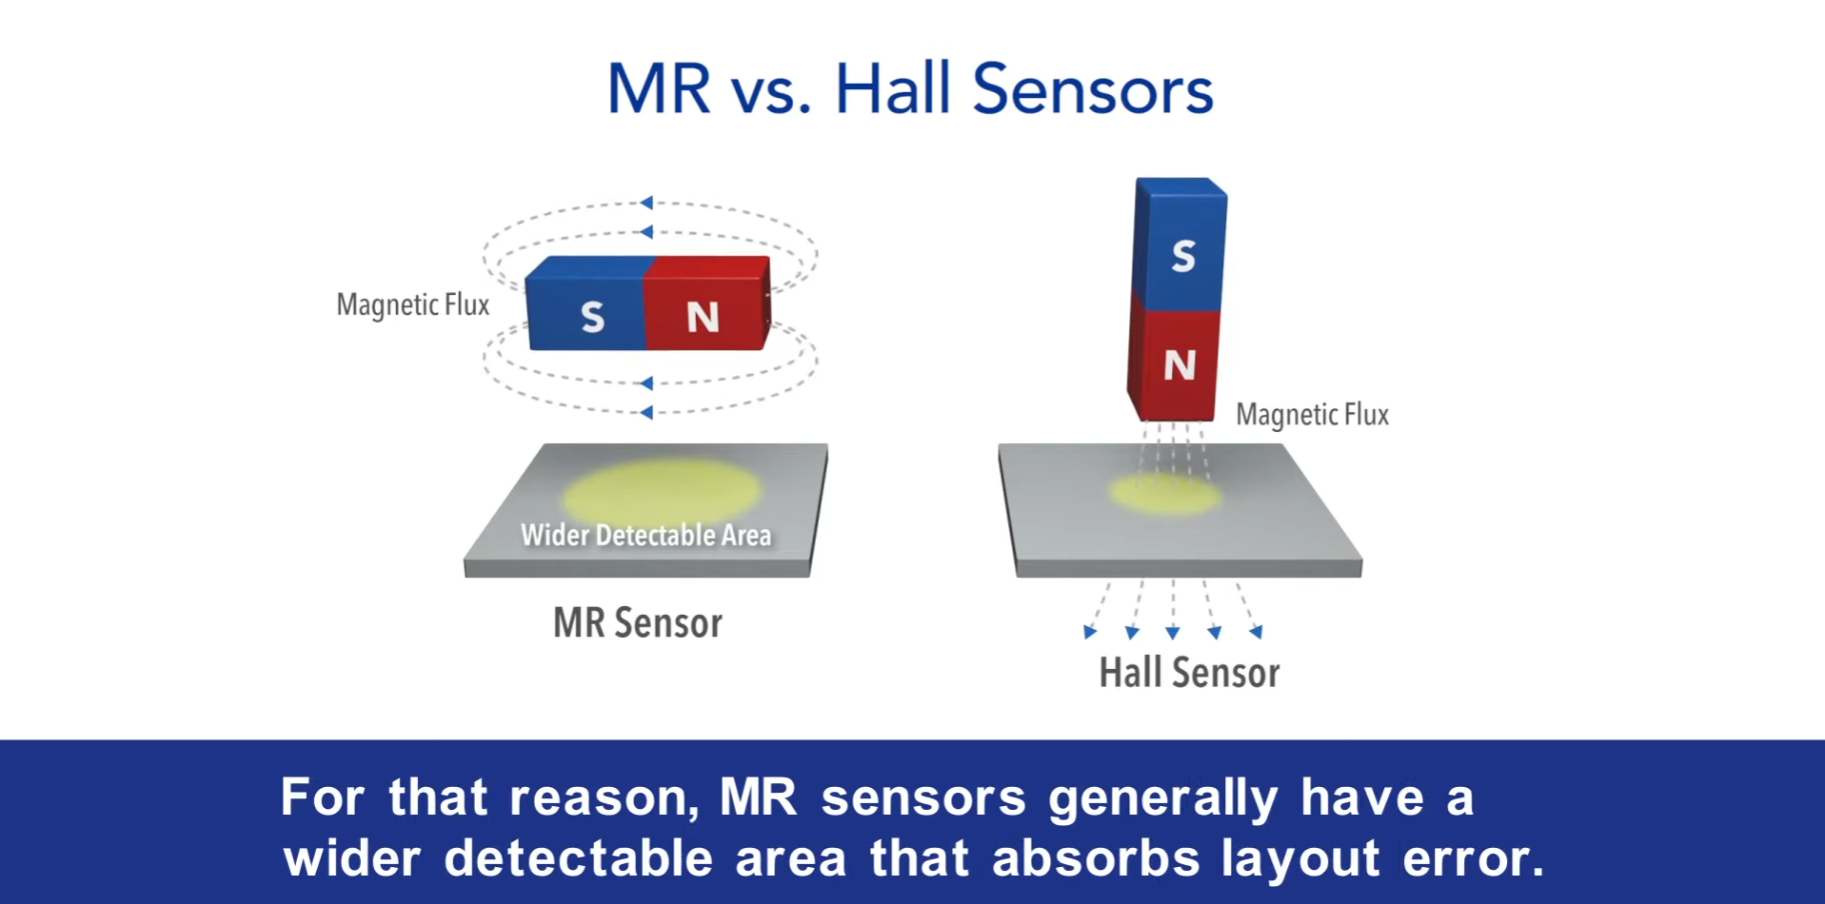 MR vs. Hall Sensors
Magnetic Flux
S N
Wider Detectable Area
MR Sensor
S
N
Magnetic Flux
Hall Sensor
For that reason, MR sensors generally have a
wider detectable area that absorbs layout error.